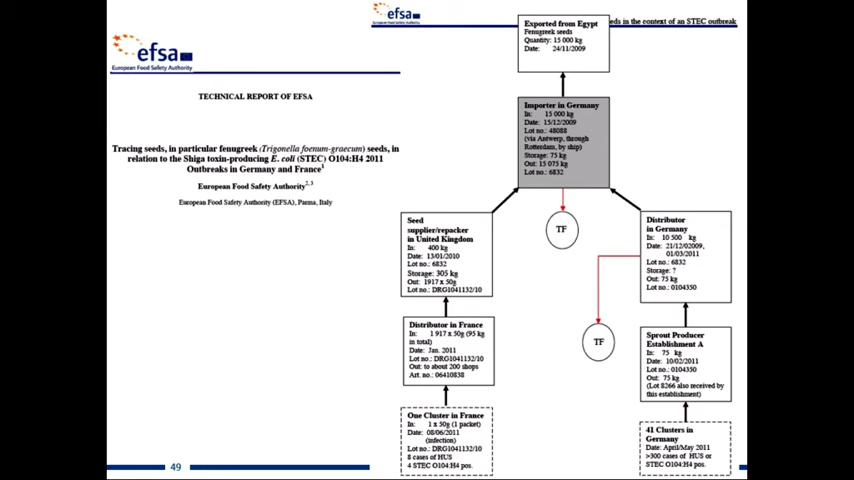 efsa
European Food Safety Authority
TECHNICAL REPORT OF EFSA
Tracing seeds, in particular fenugreek (Trigonella foenum-graecum) seeds, in
relation to the Shiga toxin-producing E. coli (STEC) O104:H4 2011
Outbreaks in Germany and France1
European Food Safety Authority2, 3
European Food Safety Authority (EFSA), Parma, Italy
49
efsa
eds in the context of an STEC outbreak
Exported from Egypt
Fenugreek seeds
Quantity: 15 000 kg
Date: 24/11/2009
Importer in Germany
In: 15 000 kg
Date: 15/12/2009
Lot no.: 48088
(via Antwerp, through
Rotterdam, by ship)
Storage: 75 kg
Out: 15 075 kg
Lot no.: 6832
Seed
supplier/repacker
in United Kingdom
In: 400 kg
Date: 13/01/2010
Lot no.: 6832
Storage: 305 kg
Out: 1917 x 50g
Lot no.: DRG1041132/10
TF
Distributor
in Germany
In: 10 500 kg
Date: 21/12/02009,
01/03/2011
Lot no.: 6832
Storage: ?
Out: 75 kg
Lot no.: 0104350
Distributor in France
In: 1 917 x 50g (95 kg
in total)
Date: Jan. 2011
Lot no.: DRG1041132/10
Out: to about 200 shops
Art. no.: 06410838
TF
Sprout Producer
Establishment A
In: 75 kg
Date: 10/02/2011
Lot no.: 0104350
Out: 75 kg
(Lot 8266 also received by
this establishment)
One Cluster in France
In: 1 x 50g (1 packet)
Date: 08/06/2011
(infection)
Lot no.: DRG1041132/10
8 cases of HUS
4 STEC O104:H4 pos.
41 Clusters in
Germany
Date: April/May 2011
>300 cases of HUS or
STEC O104:H4 pos.